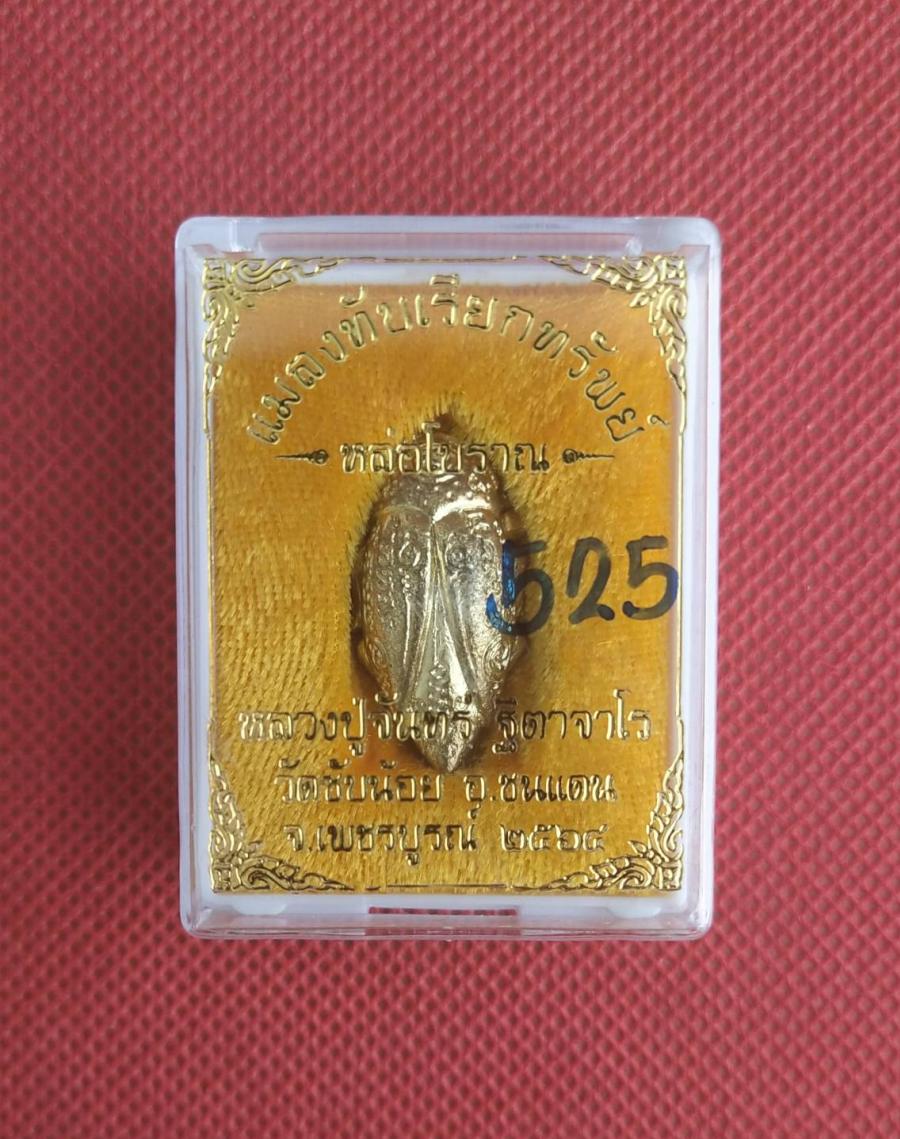 แมลงทับเรียกทรัพย์
หล่อโบราณ
525
หลวงปู่จันทร์ ฐิตาจาโร
วัดซับน้อย อ.ชนแดน
จ.เพชรบูรณ์ ๒๕๖๔